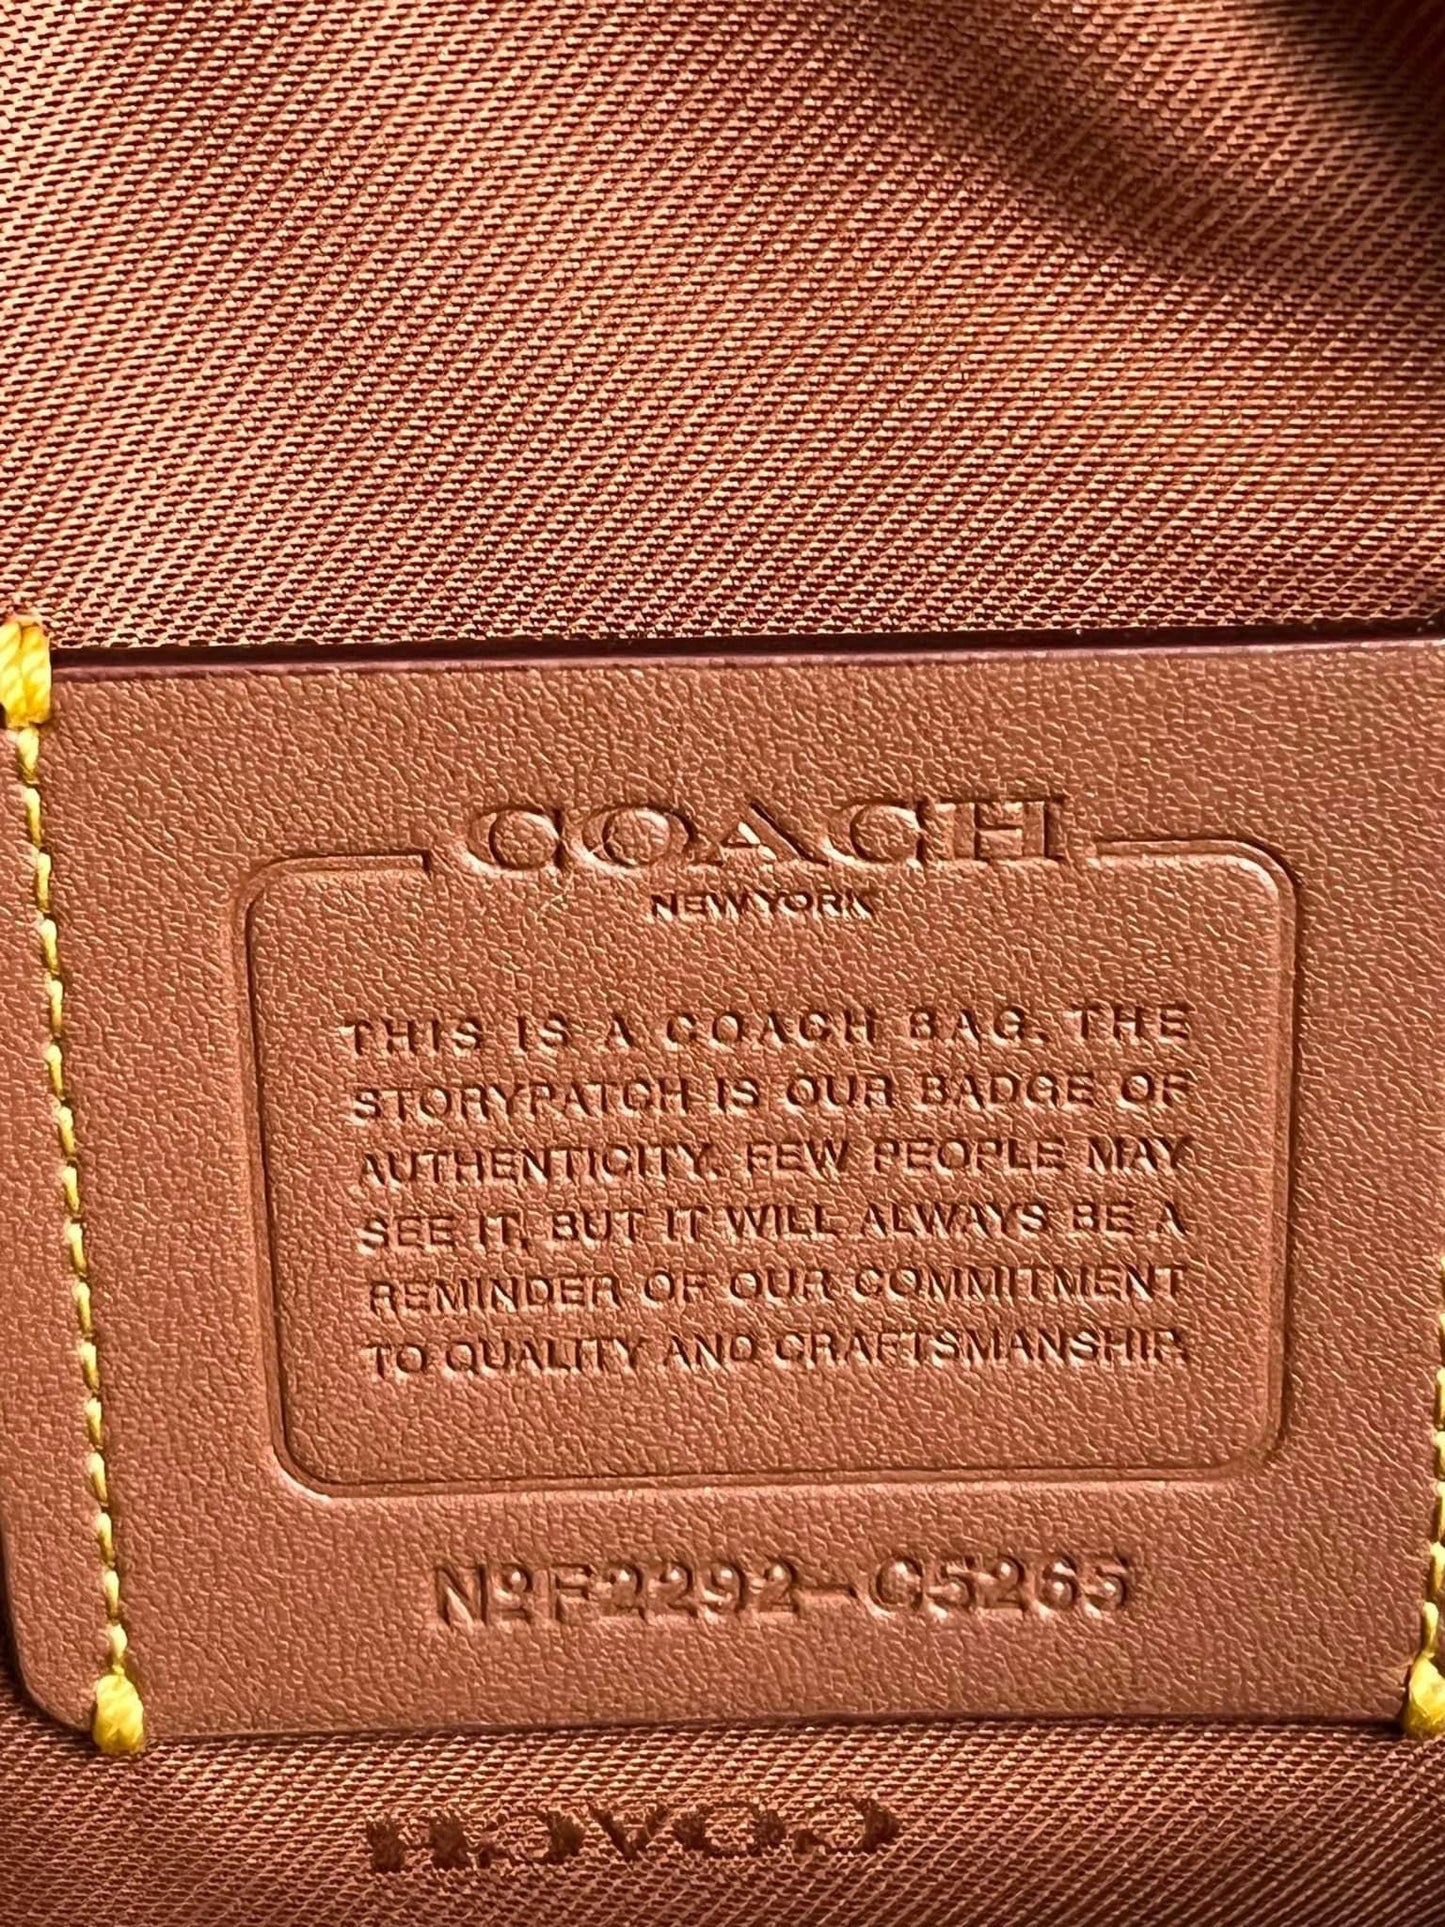 COACH
NEW YORK
THIS IS A COACH BAG. THE
STORYPATCH IS OUR BADGE OF
AUTHENTICITY. FEW PEOPLE MAY
SEE IT, BUT IT WILL ALWAYS BE A
REMINDER OF OUR COMMITMENT
TO QUALITY AND CRAFTSMANSHIP.
Nº F2292-C5265
COACH